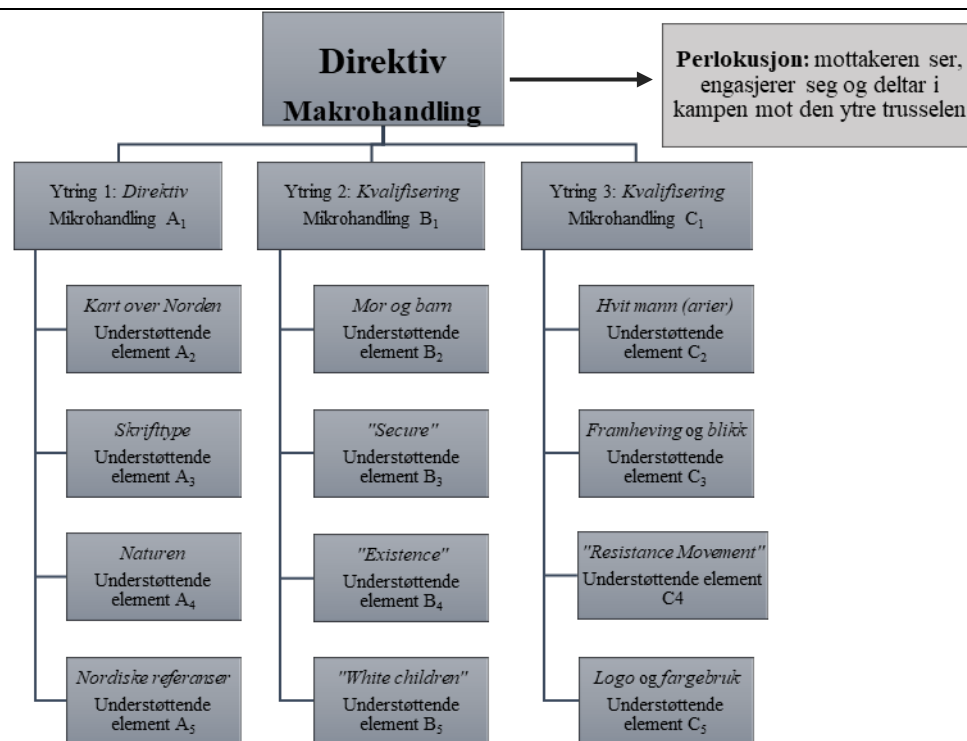 Direktiv
Makrohandling
Perlokusjon: mottakeren ser,
engasjerer seg og deltar i
kampen mot den ytre trusselen
Ytring 1: Direktiv
Mikrohandling A₁
Ytring 2: Kvalifisering
Mikrohandling B₁
Ytring 3: Kvalifisering
Mikrohandling C₁
Kart over Norden
Understøttende
element A₂
Mor og barn
Understøttende
element B₂
Hvit mann (arier)
Understøttende
element C₂
Skrifttype
Understøttende
element A₃
"Secure"
Understøttende
element B₃
Framheving og blikk
Understøttende
element C₃
Naturen
Understøttende
element A₄
"Existence"
Understøttende
element B₄
"Resistance Movement"
Understøttende element
C4
Nordiske referanser
Understøttende
element A₅
"White children"
Understøttende
element B₅
Logo og fargebruk
Understøttende
element C₅